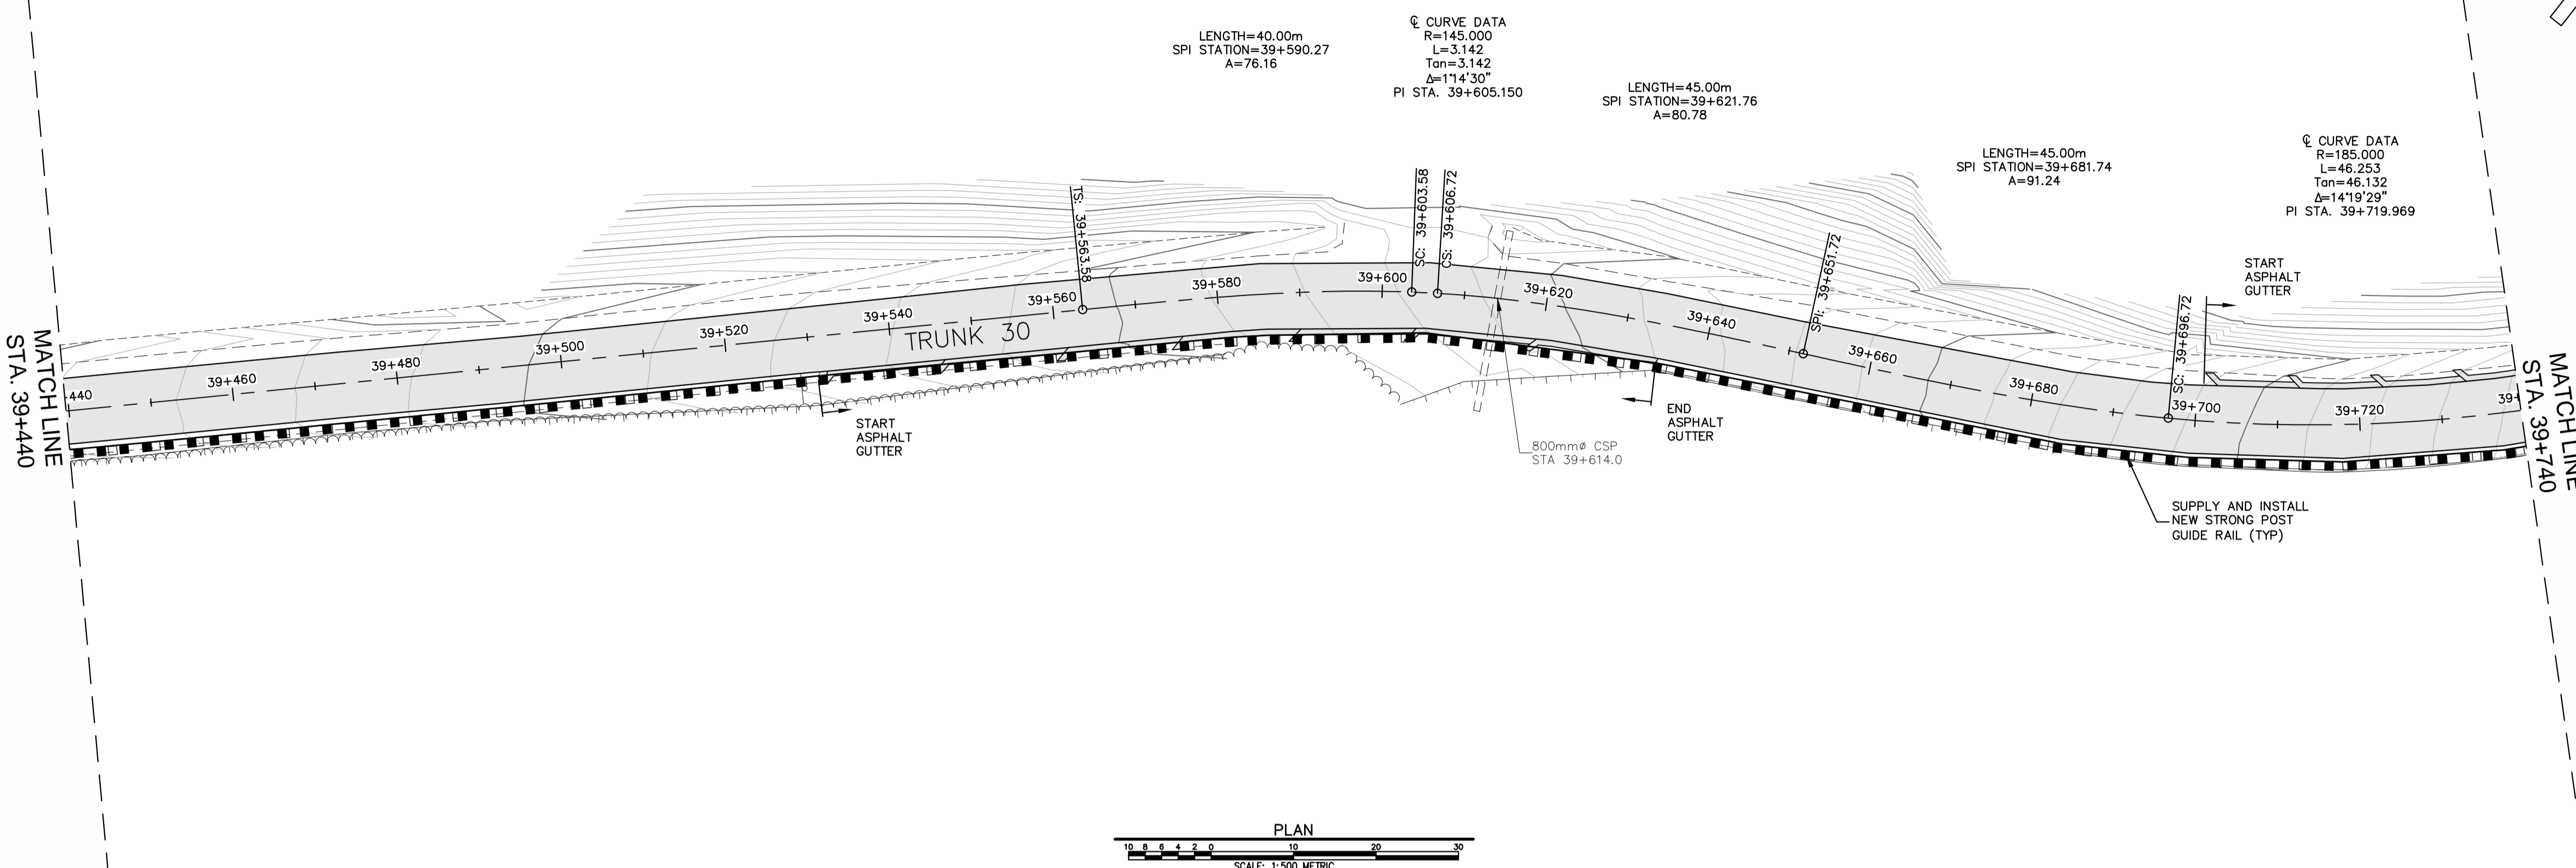 LENGTH=40.00m
SPI STATION=39+590.27
A=76.16
℄ CURVE DATA
R=145.000
L=3.142
Tan=3.142
Δ=1°14'30"
PI STA. 39+605.150
LENGTH=45.00m
SPI STATION=39+621.76
A=80.78
LENGTH=45.00m
SPI STATION=39+681.74
A=91.24
℄ CURVE DATA
R=185.000
L=46.253
Tan=46.132
Δ=14°19'29"
PI STA. 39+719.969
TS: 39+563.58
SC: 39+603.58
CS: 39+606.72
SPI: 39+651.72
SC: 39+696.72
START
ASPHALT
GUTTER
MATCH LINE
STA. 39+440
440
39+460
39+480
39+500
39+520
39+540
39+560
39+580
39+600
39+620
39+640
39+660
39+680
39+700
39+720
39+
TRUNK 30
MATCH LINE
STA. 39+740
START
ASPHALT
GUTTER
END
ASPHALT
GUTTER
800mmø CSP
STA 39+614.0
SUPPLY AND INSTALL
NEW STRONG POST
GUIDE RAIL (TYP)
PLAN
10 8 6 4 2 0 10 20 30
SCALE: 1:500 METRIC